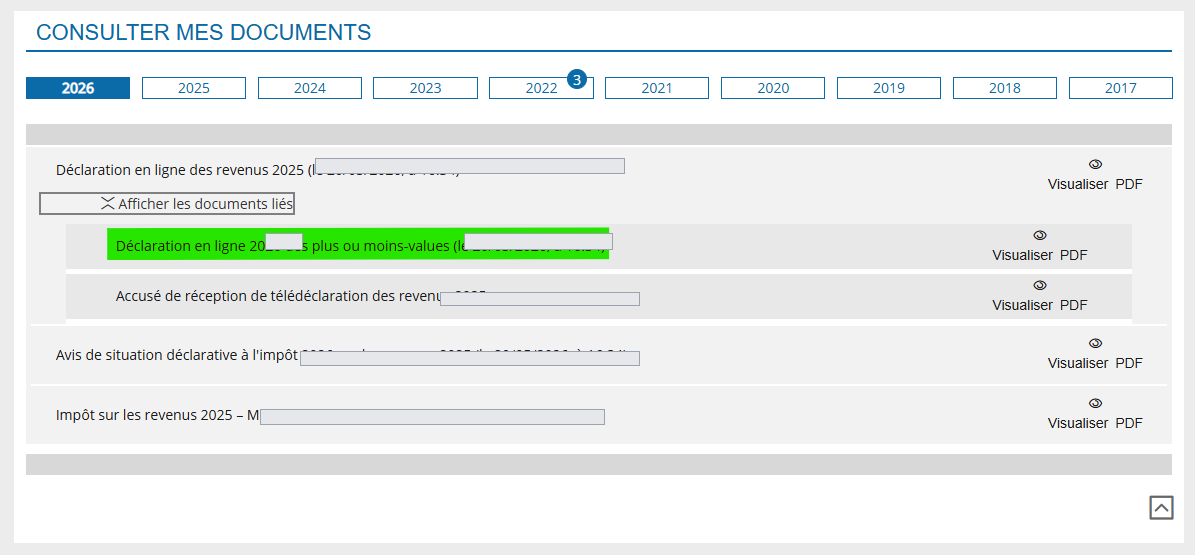 CONSULTER MES DOCUMENTS
2026 2025 2024 2023 2022 3 2021 2020 2019 2018 2017
Déclaration en ligne des revenus 2025 (le
Visualiser PDF
Afficher les documents liés
Déclaration en ligne des plus ou moins-values (le
Visualiser PDF
Accusé de réception de télédéclaration des revenus
Visualiser PDF
Avis de situation déclarative à l'impôt
Visualiser PDF
Impôt sur les revenus 2025 – M
Visualiser PDF